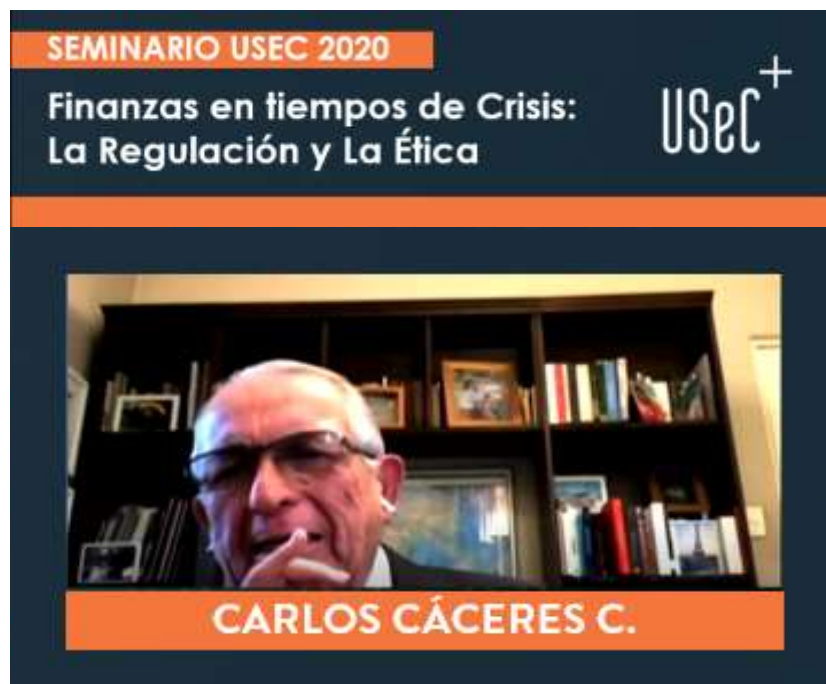 SEMINARIO USEC 2020
Finanzas en tiempos de Crisis:
La Regulación y La Ética
USeC+
CARLOS CÁCERES C.